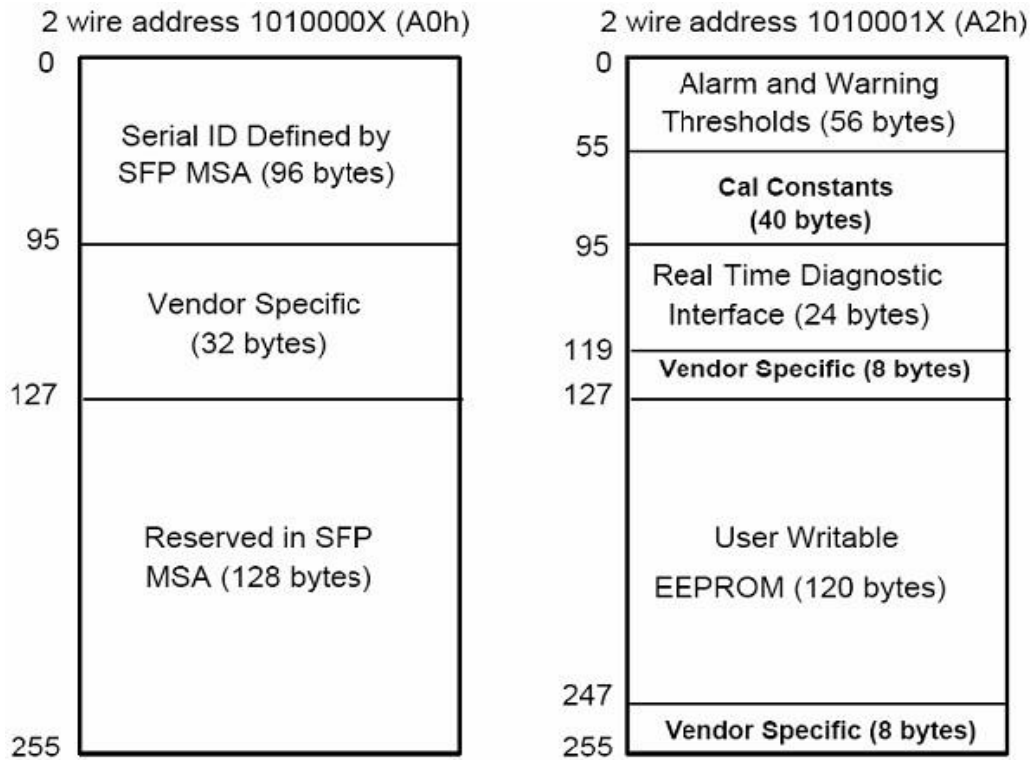 2 wire address 1010000X (A0h)
0
Serial ID Defined by
SFP MSA (96 bytes)
95
Vendor Specific
(32 bytes)
127
Reserved in SFP
MSA (128 bytes)
255
2 wire address 1010001X (A2h)
0
Alarm and Warning
Thresholds (56 bytes)
55
Cal Constants
(40 bytes)
95
Real Time Diagnostic
Interface (24 bytes)
119
Vendor Specific (8 bytes)
127
User Writable
EEPROM (120 bytes)
247
Vendor Specific (8 bytes)
255